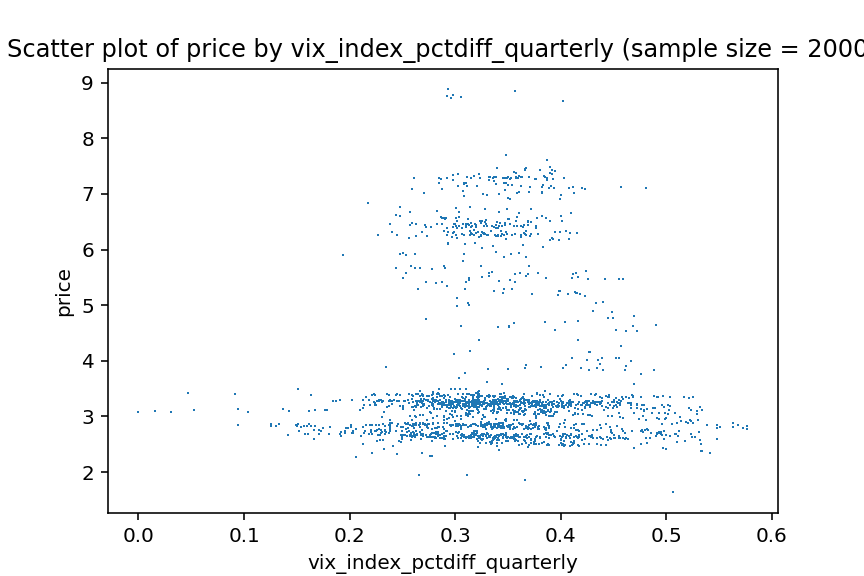 Scatter plot of price by vix_index_pctdiff_quarterly (sample size = 2000
9
8
7
6
5
4
3
2
price
0.0 0.1 0.2 0.3 0.4 0.5 0.6
vix_index_pctdiff_quarterly